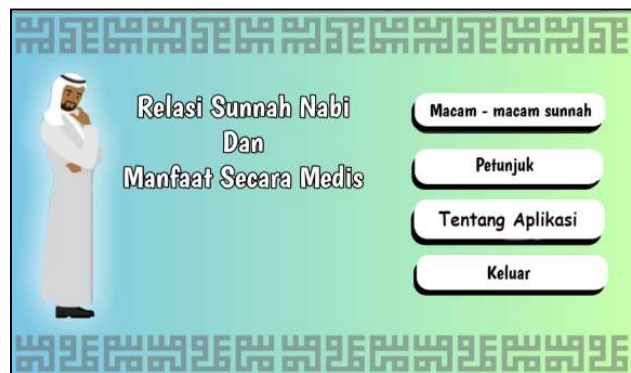 Relasi Sunnah Nabi
Dan
Manfaat Secara Medis
Macam - macam sunnah
Petunjuk
Tentang Aplikasi
Keluar